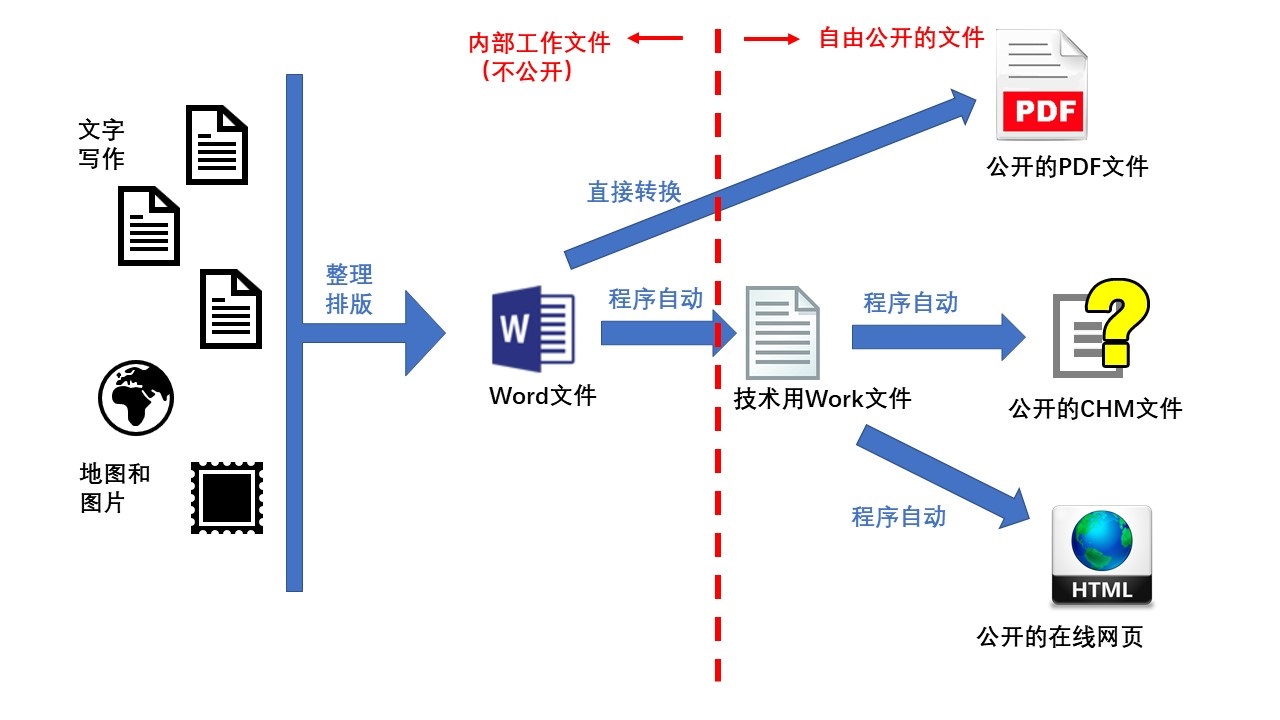 内部工作文件
（不公开）
自由公开的文件
PDF
公开的PDF文件
文字
写作
直接转换
整理
排版
程序自动
程序自动
W
Word文件
技术用Work文件
公开的CHM文件
地图和
图片
程序自动
HTML
公开的在线网页